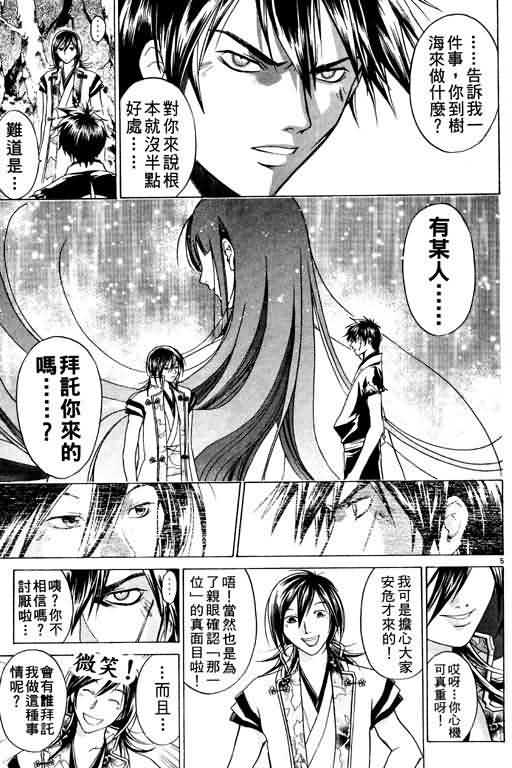 ……告訴我一
件事，你到樹
海來做什麼？
對你來說根
本就沒半點
好處……
…
難道是…
有某人……
拜託你來的
嗎……？
5
哎呀…你心機
可真重呀！
我可是擔心大家
安危才來的！
唔！當然也是為
了親眼確認「那一
位」的真面目啦！
…而且…
咦？你不
相信嗎？
討厭啦…
微笑！
會有誰拜託
我做這種事
情呢？